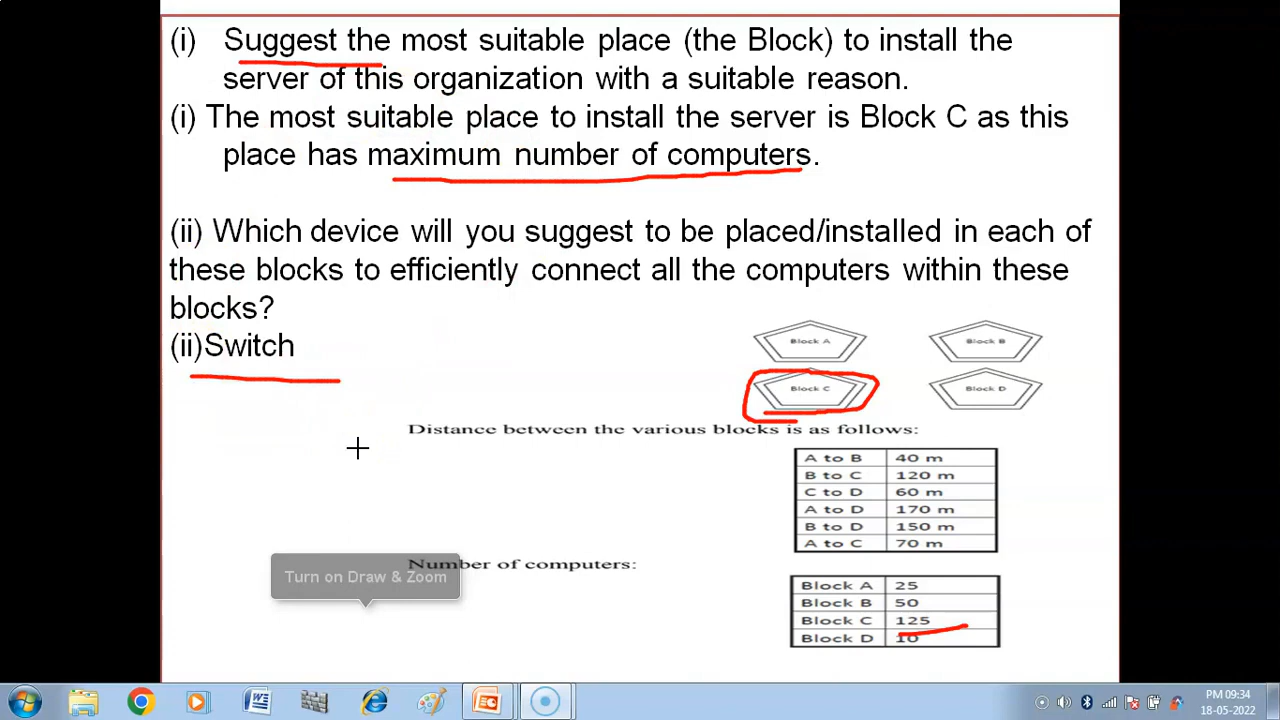 (i) Suggest the most suitable place (the Block) to install the
server of this organization with a suitable reason.
(i) The most suitable place to install the server is Block C as this
place has maximum number of computers.
(ii) Which device will you suggest to be placed/installed in each of
these blocks to efficiently connect all the computers within these
blocks?
(ii)Switch
Block A
Block B
Block C
Block D
Distance between the various blocks is as follows:
A to B 40 m
B to C 120 m
C to D 60 m
A to D 170 m
B to D 150 m
A to C 70 m
Number of computers:
Turn on Draw & Zoom
Block A 25
Block B 50
Block C 125
Block D 10
PM 09:34
18-05-2022